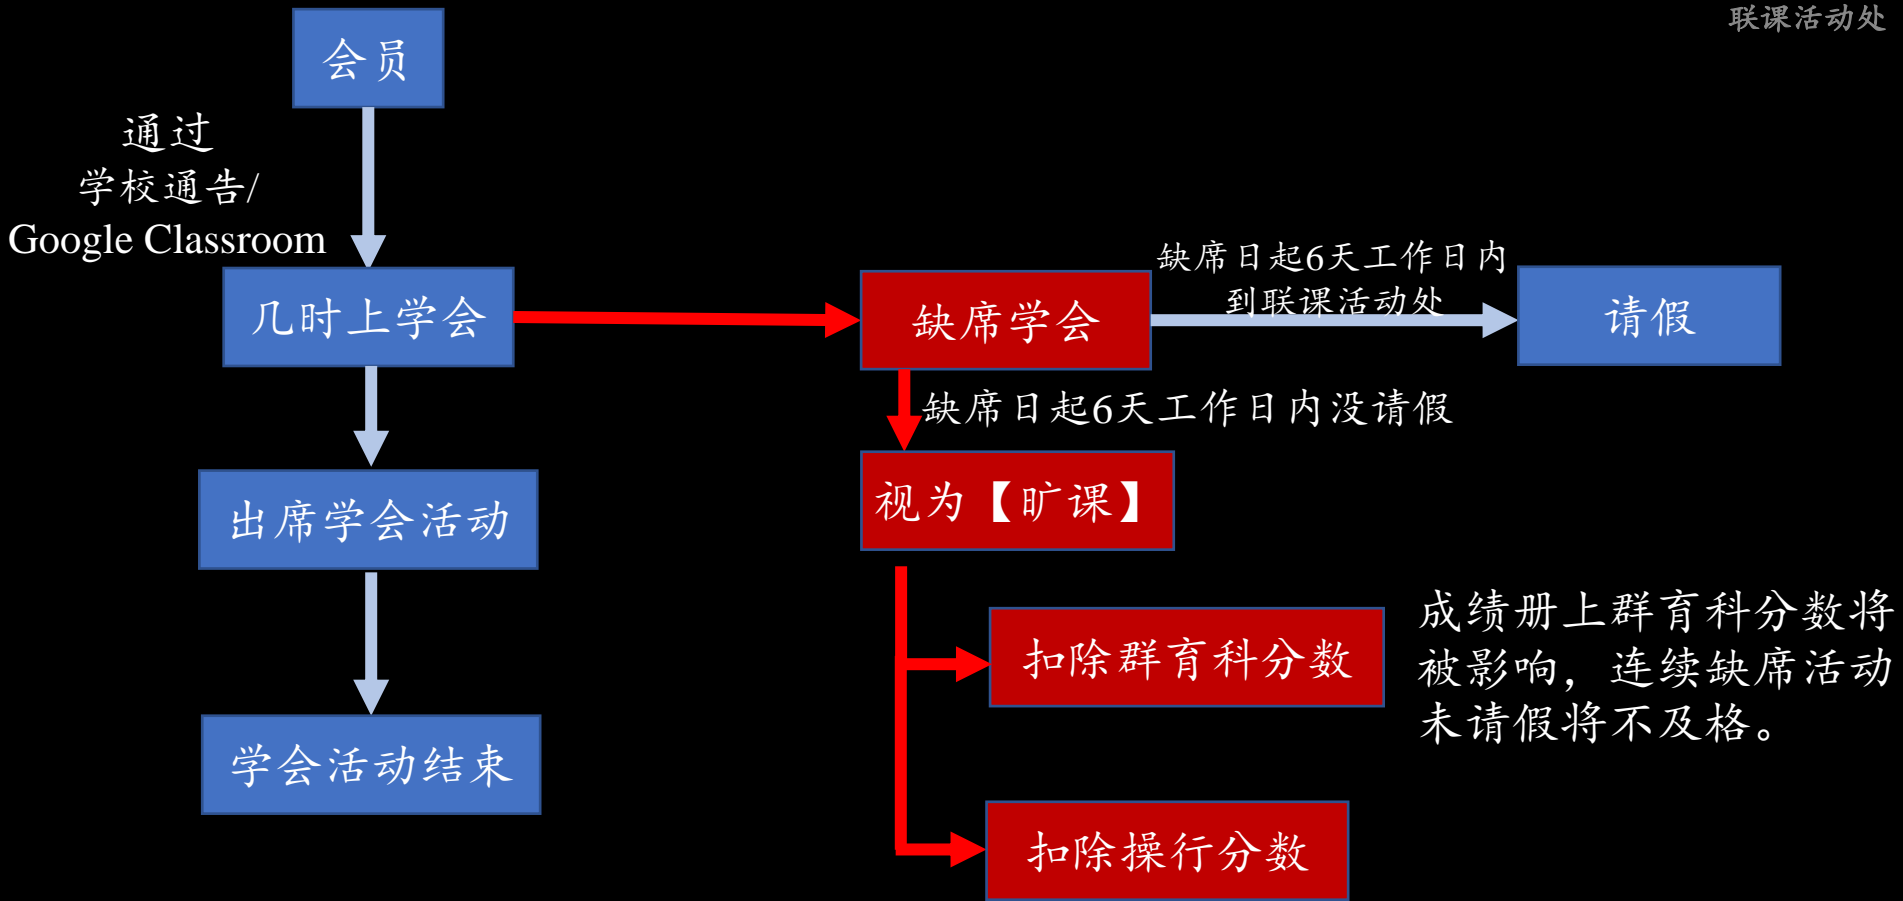 联课活动处
会员
通过
学校通告/
Google Classroom
几时上学会
缺席学会
缺席日起6天工作日内
到联课活动处
请假
缺席日起6天工作日内没请假
出席学会活动
视为【旷课】
扣除群育科分数
成绩册上群育科分数将
被影响，连续缺席活动
未请假将不及格。
学会活动结束
扣除操行分数